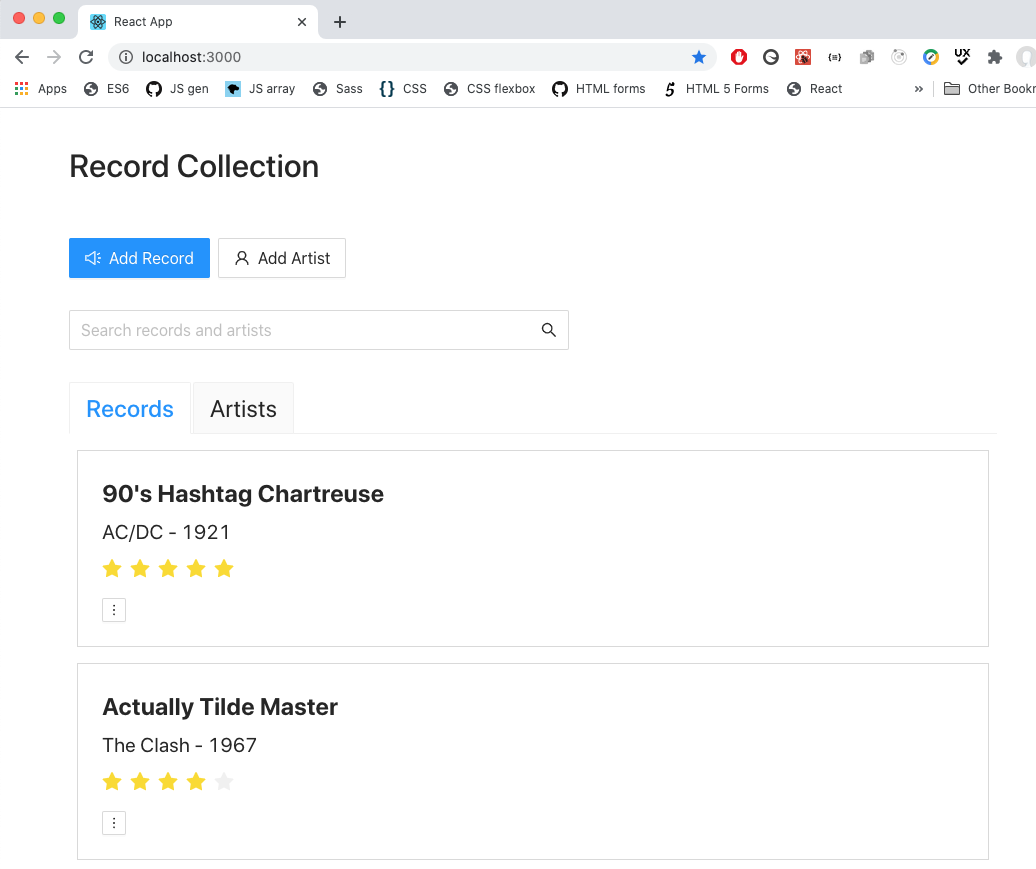 React App
localhost:3000
UX
Apps ES6 JS gen JS array Sass {} CSS CSS flexbox HTML forms 5 HTML 5 Forms React » Other Bookr
Record Collection
Add Record Add Artist
Search records and artists
Records Artists
90's Hashtag Chartreuse
AC/DC - 1921
Actually Tilde Master
The Clash - 1967